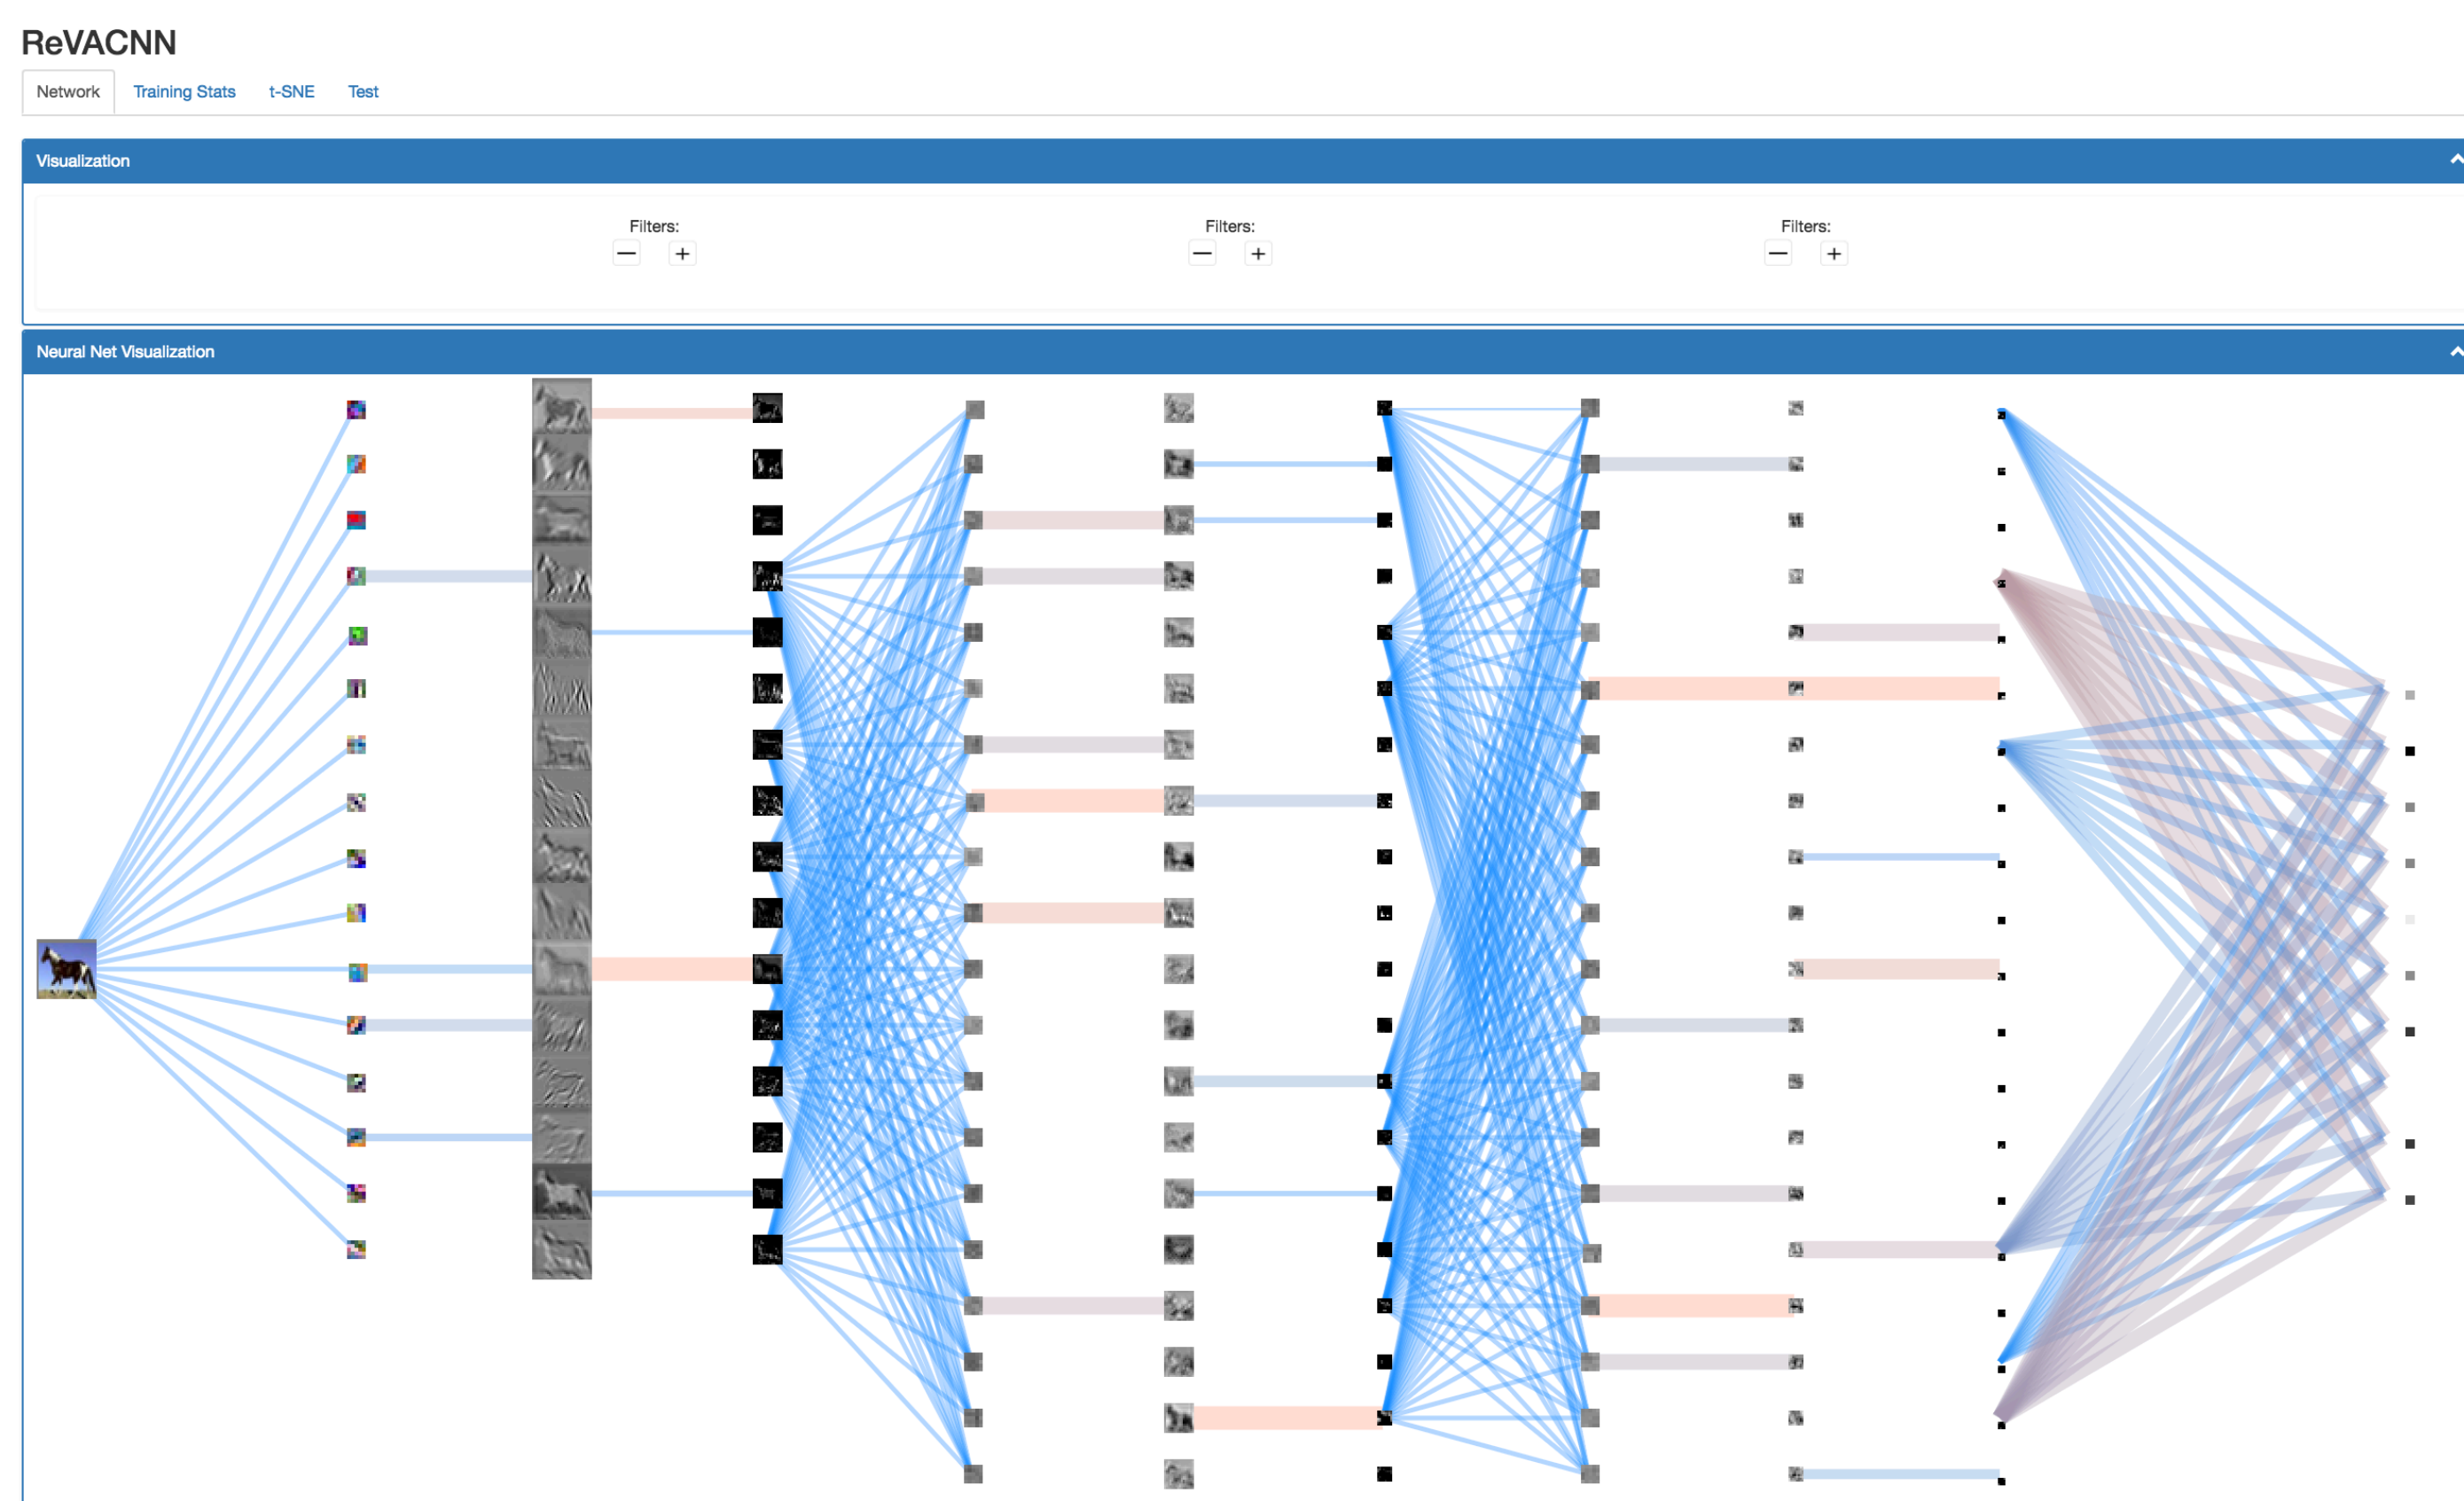 ReVACNN
Network Training Stats t-SNE Test
Visualization
Filters: Filters: Filters:
— + — + — +
Neural Net Visualization